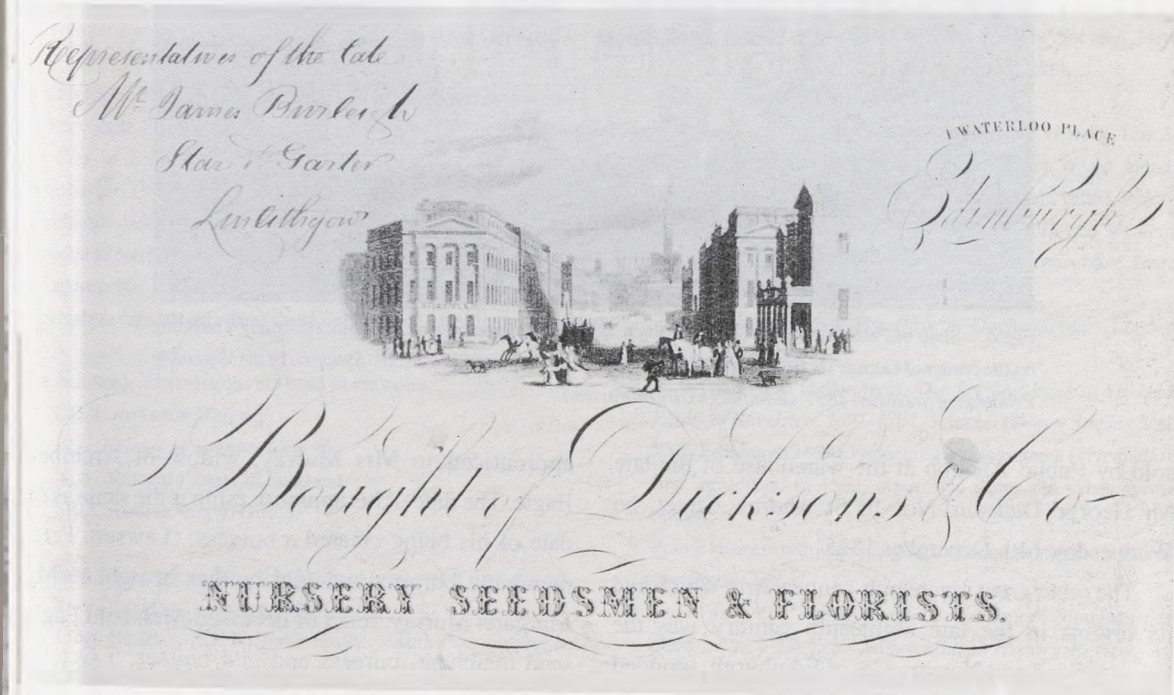 Representatives of the late
Mr. James Burleigh
Star & Garter
Linlithgow
1 WATERLOO PLACE
Edinburgh
Bought of Dicksons & Co.
NURSERY SEEDSMEN & FLORISTS.